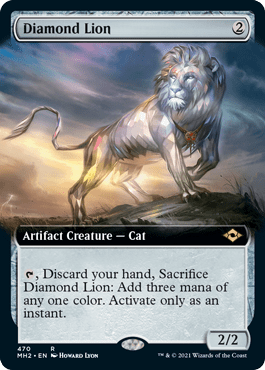 Diamond Lion 2
Artifact Creature — Cat
, Discard your hand, Sacrifice
Diamond Lion: Add three mana of
any one color. Activate only as an
instant.
470 R
MH2 • EN Howard Lyon
2/2
™ & © 2021 Wizards of the Coast